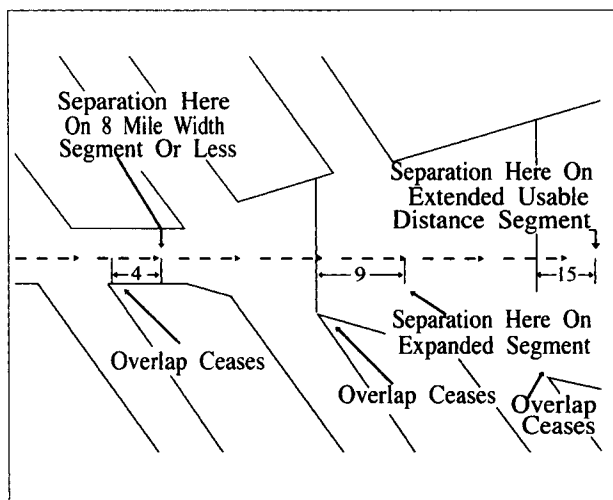 Separation Here
On 8 Mile Width
Segment Or Less
Separation Here On
Extended Usable
Distance Segment
4
9
15
Overlap Ceases
Separation Here On
Expanded Segment
Overlap Ceases
Overlap
Ceases